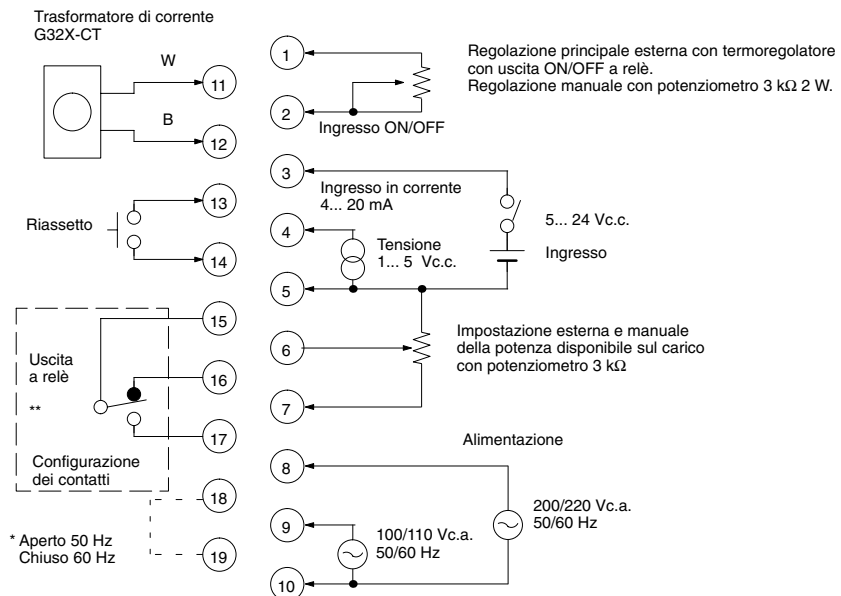 Trasformatore di corrente
G32X-CT
W
B
11
12
1
2
Ingresso ON/OFF
Regolazione principale esterna con termoregolatore
con uscita ON/OFF a relè.
Regolazione manuale con potenziometro 3 kΩ 2 W.
Riassetto
13
14
3
Ingresso in corrente
4... 20 mA
4
Tensione
1... 5 Vc.c.
5
5... 24 Vc.c.
Ingresso
15
16
17
Uscita
a relè
**
Configurazione
dei contatti
6
7
Impostazione esterna e manuale
della potenza disponibile sul carico
con potenziometro 3 kΩ
18
19
* Aperto 50 Hz
Chiuso 60 Hz
Alimentazione
8
9
10
100/110 Vc.a.
50/60 Hz
200/220 Vc.a.
50/60 Hz